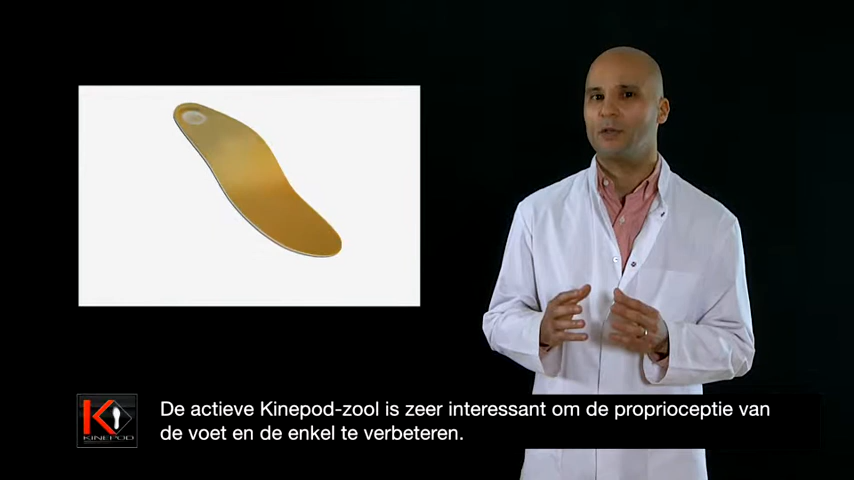 KINEPOD
De actieve Kinepod-zool is zeer interessant om de proprioceptie van
de voet en de enkel te verbeteren.